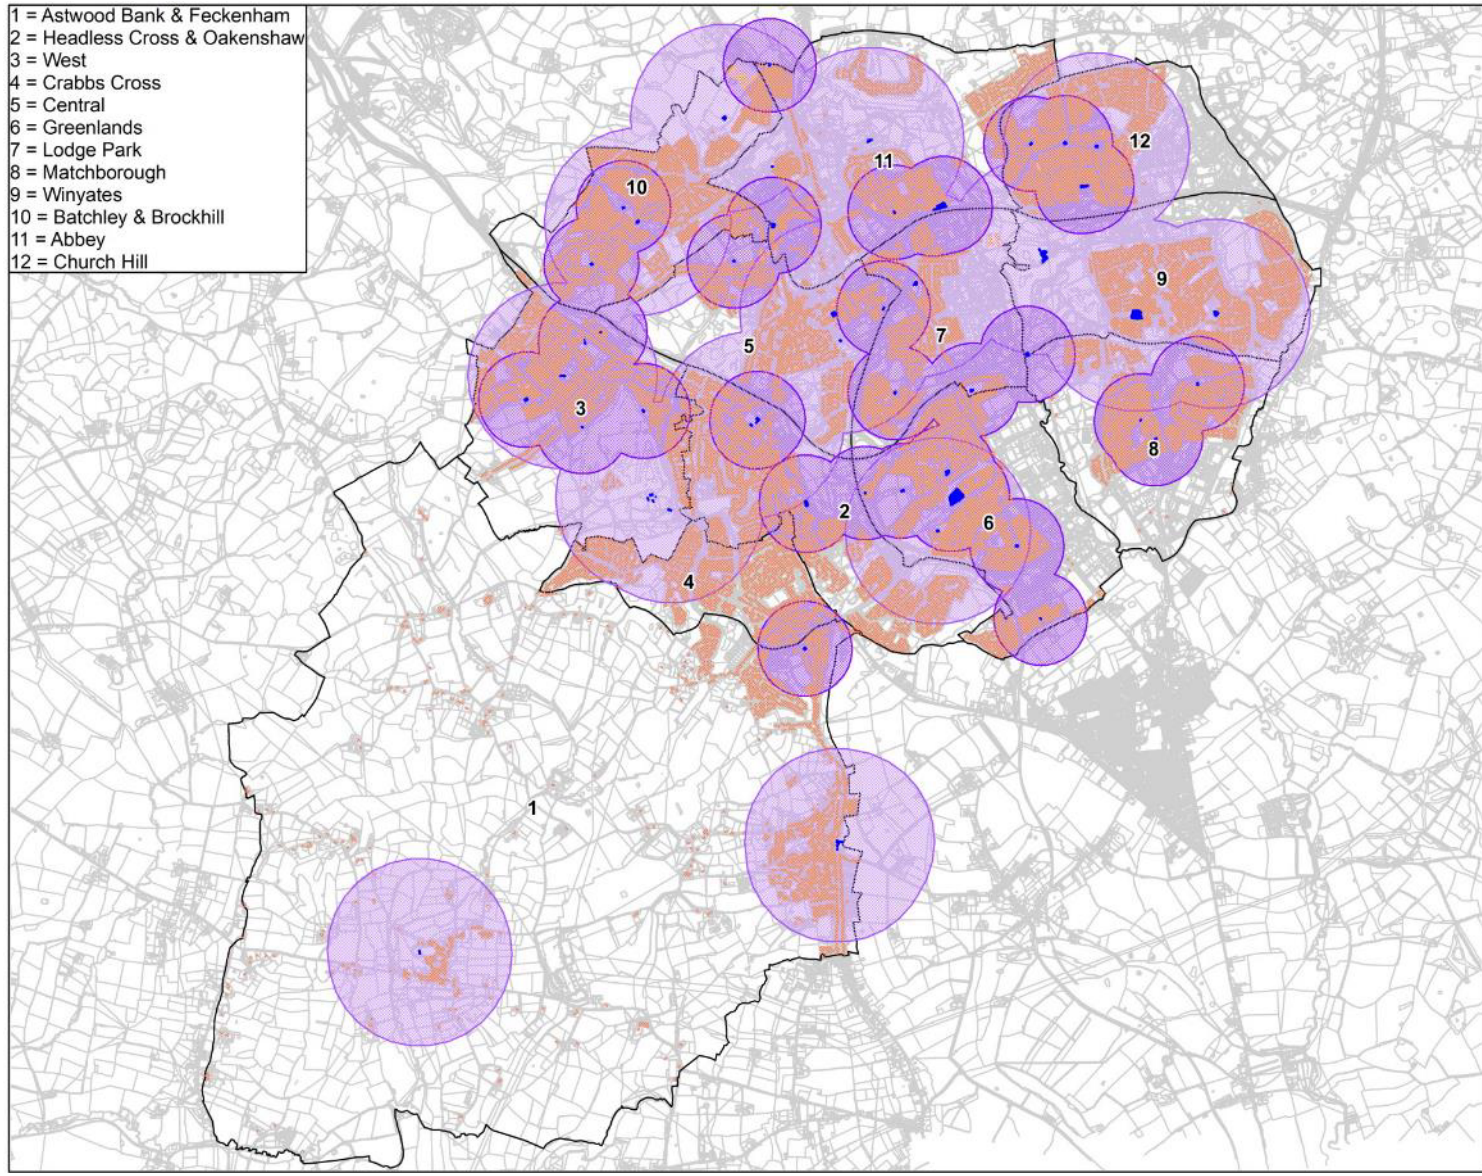 1 = Astwood Bank & Feckenham
2 = Headless Cross & Oakenshaw
3 = West
4 = Crabbs Cross
5 = Central
6 = Greenlands
7 = Lodge Park
8 = Matchborough
9 = Winyates
10 = Batchley & Brockhill
11 = Abbey
12 = Church Hill
12
11
10
9
7
5
3
8
2
6
4
1